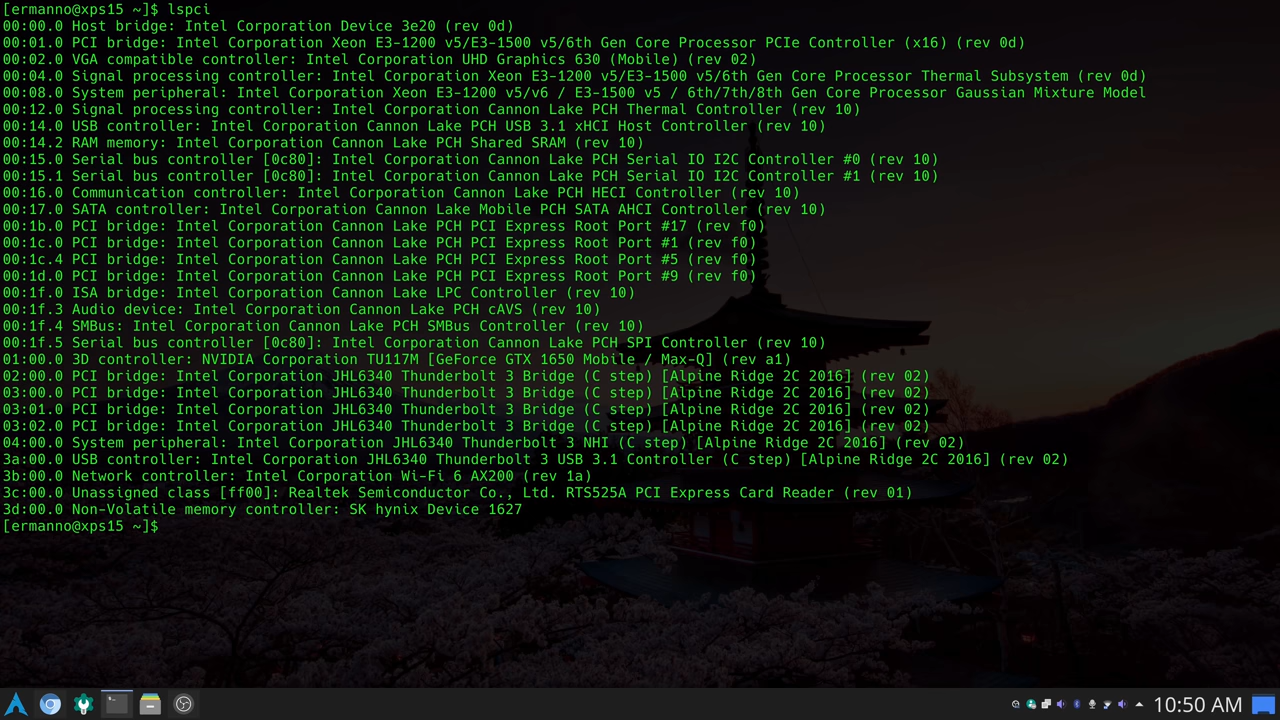 [ermanno@xps15 ~]$ lspci
00:00.0 Host bridge: Intel Corporation Device 3e20 (rev 0d)
00:01.0 PCI bridge: Intel Corporation Xeon E3-1200 v5/E3-1500 v5/6th Gen Core Processor PCIe Controller (x16) (rev 0d)
00:02.0 VGA compatible controller: Intel Corporation UHD Graphics 630 (Mobile) (rev 02)
00:04.0 Signal processing controller: Intel Corporation Xeon E3-1200 v5/E3-1500 v5/6th Gen Core Processor Thermal Subsystem (rev 0d)
00:08.0 System peripheral: Intel Corporation Xeon E3-1200 v5/v6 / E3-1500 v5 / 6th/7th/8th Gen Core Processor Gaussian Mixture Model
00:12.0 Signal processing controller: Intel Corporation Cannon Lake PCH Thermal Controller (rev 10)
00:14.0 USB controller: Intel Corporation Cannon Lake PCH USB 3.1 xHCI Host Controller (rev 10)
00:14.2 RAM memory: Intel Corporation Cannon Lake PCH Shared SRAM (rev 10)
00:15.0 Serial bus controller [0c80]: Intel Corporation Cannon Lake PCH Serial IO I2C Controller #0 (rev 10)
00:15.1 Serial bus controller [0c80]: Intel Corporation Cannon Lake PCH Serial IO I2C Controller #1 (rev 10)
00:16.0 Communication controller: Intel Corporation Cannon Lake PCH HECI Controller (rev 10)
00:17.0 SATA controller: Intel Corporation Cannon Lake Mobile PCH SATA AHCI Controller (rev 10)
00:1b.0 PCI bridge: Intel Corporation Cannon Lake PCH PCI Express Root Port #17 (rev f0)
00:1c.0 PCI bridge: Intel Corporation Cannon Lake PCH PCI Express Root Port #1 (rev f0)
00:1c.4 PCI bridge: Intel Corporation Cannon Lake PCH PCI Express Root Port #5 (rev f0)
00:1d.0 PCI bridge: Intel Corporation Cannon Lake PCH PCI Express Root Port #9 (rev f0)
00:1f.0 ISA bridge: Intel Corporation Cannon Lake LPC Controller (rev 10)
00:1f.3 Audio device: Intel Corporation Cannon Lake PCH cAVS (rev 10)
00:1f.4 SMBus: Intel Corporation Cannon Lake PCH SMBus Controller (rev 10)
00:1f.5 Serial bus controller [0c80]: Intel Corporation Cannon Lake PCH SPI Controller (rev 10)
01:00.0 3D controller: NVIDIA Corporation TU117M [GeForce GTX 1650 Mobile / Max-Q] (rev a1)
02:00.0 PCI bridge: Intel Corporation JHL6340 Thunderbolt 3 Bridge (C step) [Alpine Ridge 2C 2016] (rev 02)
03:00.0 PCI bridge: Intel Corporation JHL6340 Thunderbolt 3 Bridge (C step) [Alpine Ridge 2C 2016] (rev 02)
03:01.0 PCI bridge: Intel Corporation JHL6340 Thunderbolt 3 Bridge (C step) [Alpine Ridge 2C 2016] (rev 02)
03:02.0 PCI bridge: Intel Corporation JHL6340 Thunderbolt 3 Bridge (C step) [Alpine Ridge 2C 2016] (rev 02)
04:00.0 System peripheral: Intel Corporation JHL6340 Thunderbolt 3 NHI (C step) [Alpine Ridge 2C 2016] (rev 02)
3a:00.0 USB controller: Intel Corporation JHL6340 Thunderbolt 3 USB 3.1 Controller (C step) [Alpine Ridge 2C 2016] (rev 02)
3b:00.0 Network controller: Intel Corporation Wi-Fi 6 AX200 (rev 1a)
3c:00.0 Unassigned class [ff00]: Realtek Semiconductor Co., Ltd. RTS525A PCI Express Card Reader (rev 01)
3d:00.0 Non-Volatile memory controller: SK hynix Device 1627
[ermanno@xps15 ~]$
10:50 AM